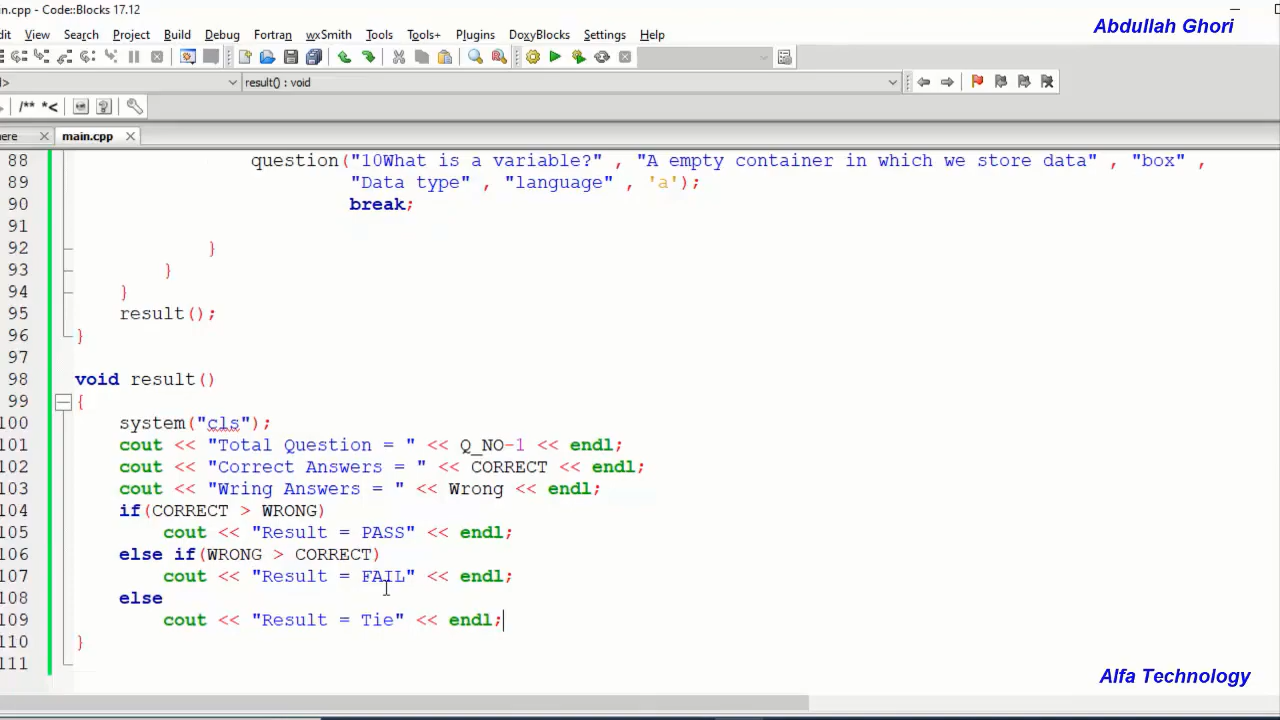 in.cpp - Code::Blocks 17.12
Abdullah Ghori
dit View Search Project Build Debug Fortran wxSmith Tools Tools+ Plugins DoxyBlocks Settings Help
> result() : void
/** *<
here main.cpp
88 question("10What is a variable?" , "A empty container in which we store data" , "box" ,
89 "Data type" , "language" , 'a');
90 break;
91
92 }
93 }
94 }
95 result();
96 }
97
98 void result()
99 {
100 system("cls");
101 cout << "Total Question = " << Q_NO-1 << endl;
102 cout << "Correct Answers = " << CORRECT << endl;
103 cout << "Wring Answers = " << Wrong << endl;
104 if(CORRECT > WRONG)
105 cout << "Result = PASS" << endl;
106 else if(WRONG > CORRECT)
107 cout << "Result = FAIL" << endl;
108 else
109 cout << "Result = Tie" << endl;
110 }
111
Alfa Technology